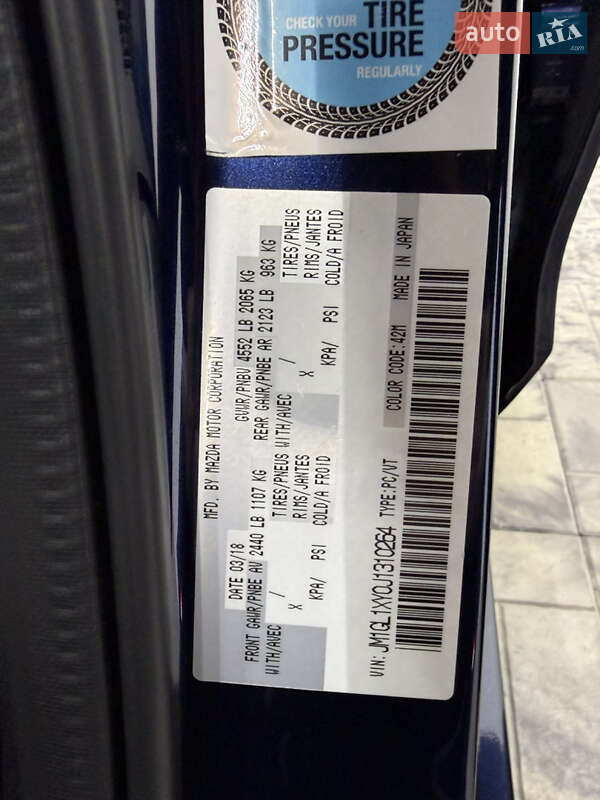 CHECK YOUR TIRE
PRESSURE
REGULARLY
auto RIA.com
MFD. BY MAZDA MOTOR CORPORATION
DATE 03/18 GVWR/PNBV 4552 LB 2065 KG
FRONT GAWR/PNBE AV 2440 LB 1107 KG REAR GAWR/PNBE AR 2123 LB 963 KG
WITH/AVEC / TIRES/PNEUS WITH/AVEC / TIRES/PNEUS
X RIMS/JANTES X RIMS/JANTES
KPA/ PSI COLD/A FROID KPA/ PSI COLD/A FROID
VIN: JM1GL1XY0J1310264 TYPE:PC/VT COLOR CODE:42M MADE IN JAPAN